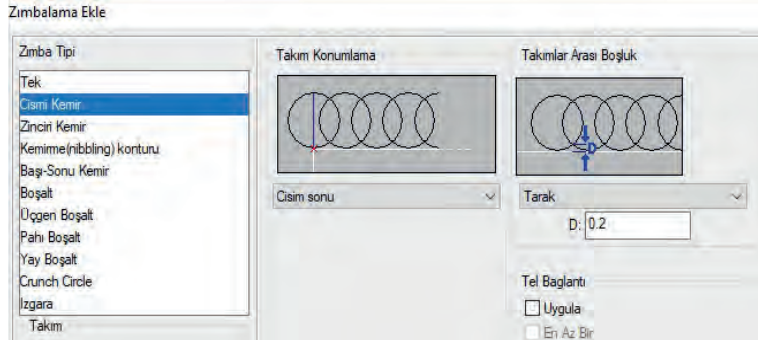 Zımbalama Ekle
Zımba Tipi
Tek
Cismi Kemir
Zinciri Kemir
Kemirme(nibbling) konturu
Başı-Sonu Kemir
Boşalt
Üçgen Boşalt
Pahı Boşalt
Yay Boşalt
Crunch Circle
Izgara
Takım
Takım Konumlama
Cisim sonu
Takımlar Arası Boşluk
D
Tarak
D: 0.2
Tel Baglantı
Uygula
En Az Bir